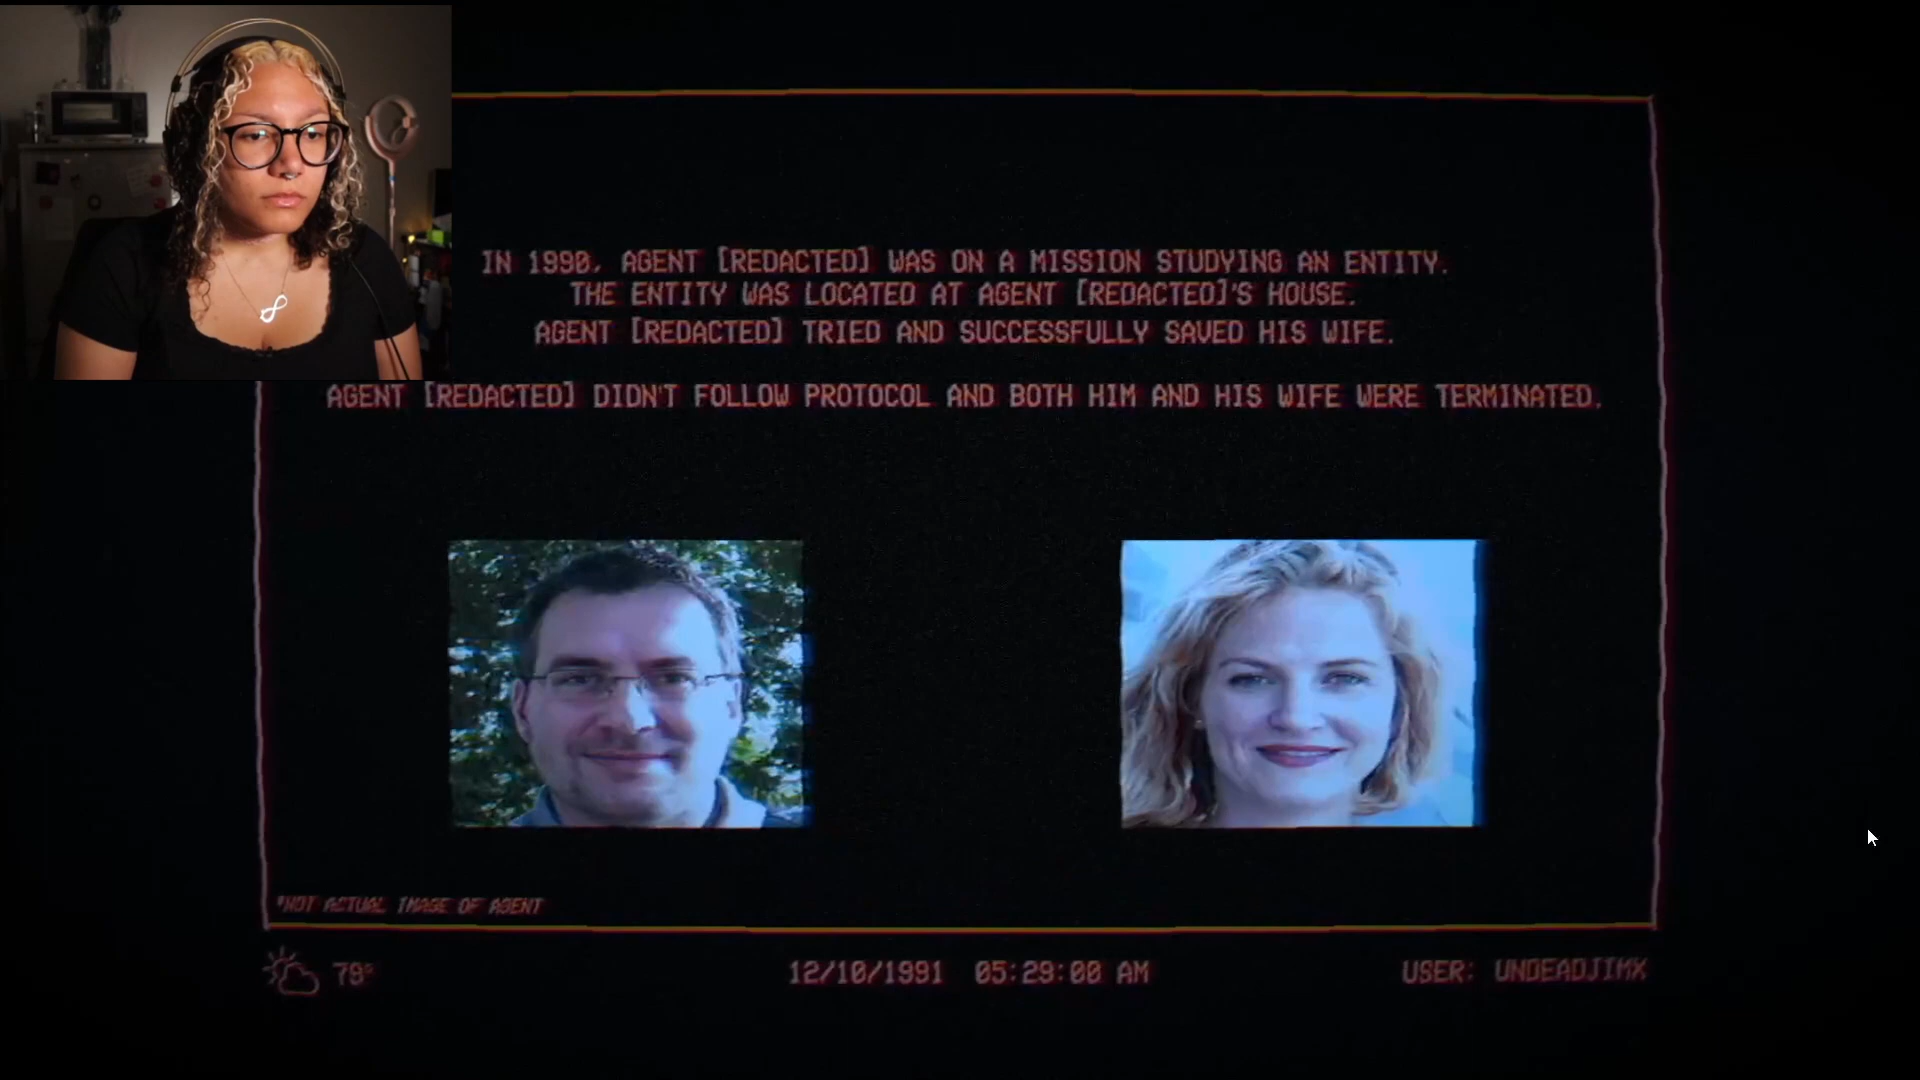 IN 1990, AGENT [REDACTED] WAS ON A MISSION STUDYING AN ENTITY.
THE ENTITY WAS LOCATED AT AGENT [REDACTED]'S HOUSE.
AGENT [REDACTED] TRIED AND SUCCESSFULLY SAVED HIS WIFE.
AGENT [REDACTED] DIDN'T FOLLOW PROTOCOL AND BOTH HIM AND HIS WIFE WERE TERMINATED.
*NOT ACTUAL IMAGE OF AGENT
79° 12/10/1991 05:29:00 AM USER: UNDEADJIMX